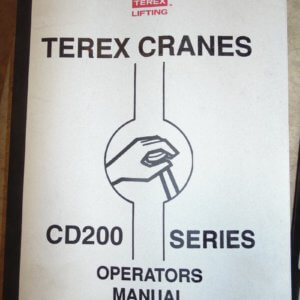 TEREX
LIFTING
TEREX CRANES
CD200 SERIES
OPERATORS
MANUAL